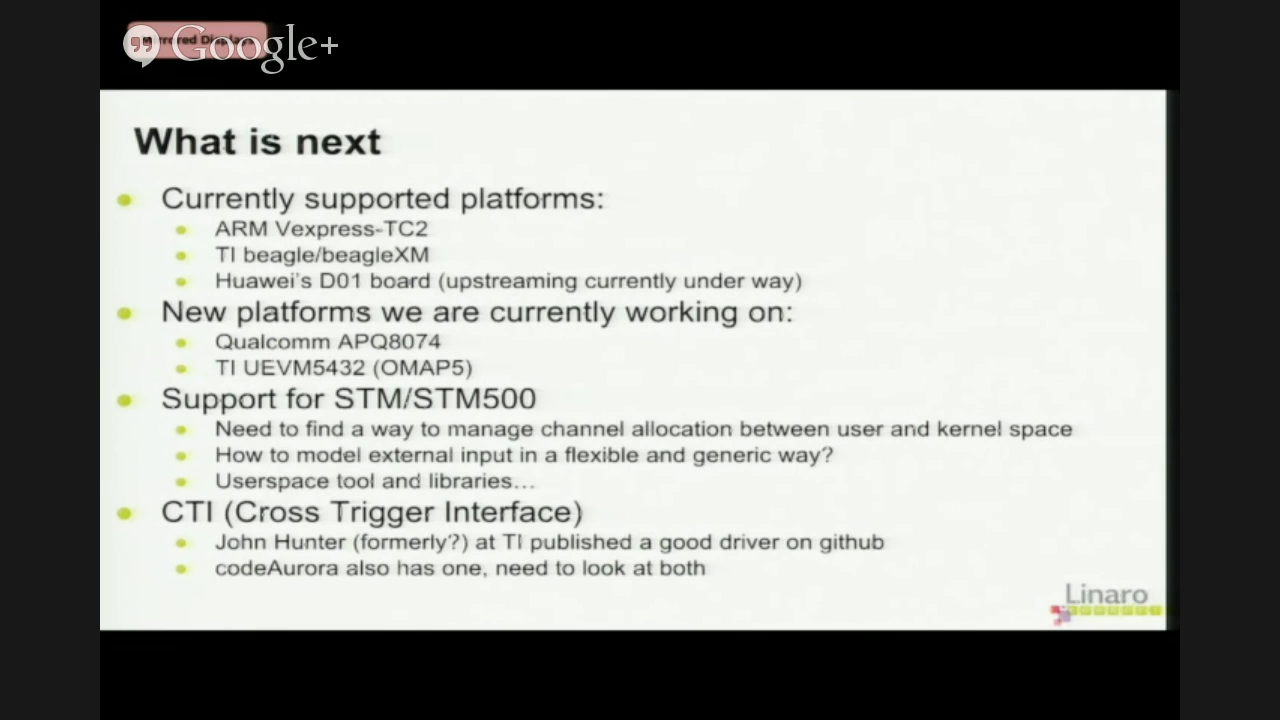 Google+
What is next
Currently supported platforms:
ARM Vexpress-TC2
TI beagle/beagleXM
Huawei's D01 board (upstreaming currently under way)
New platforms we are currently working on:
Qualcomm APQ8074
TI UEVM5432 (OMAP5)
Support for STM/STM500
Need to find a way to manage channel allocation between user and kernel space
How to model external input in a flexible and generic way?
Userspace tool and libraries...
CTI (Cross Trigger Interface)
John Hunter (formerly?) at TI published a good driver on github
codeAurora also has one, need to look at both
Linaro